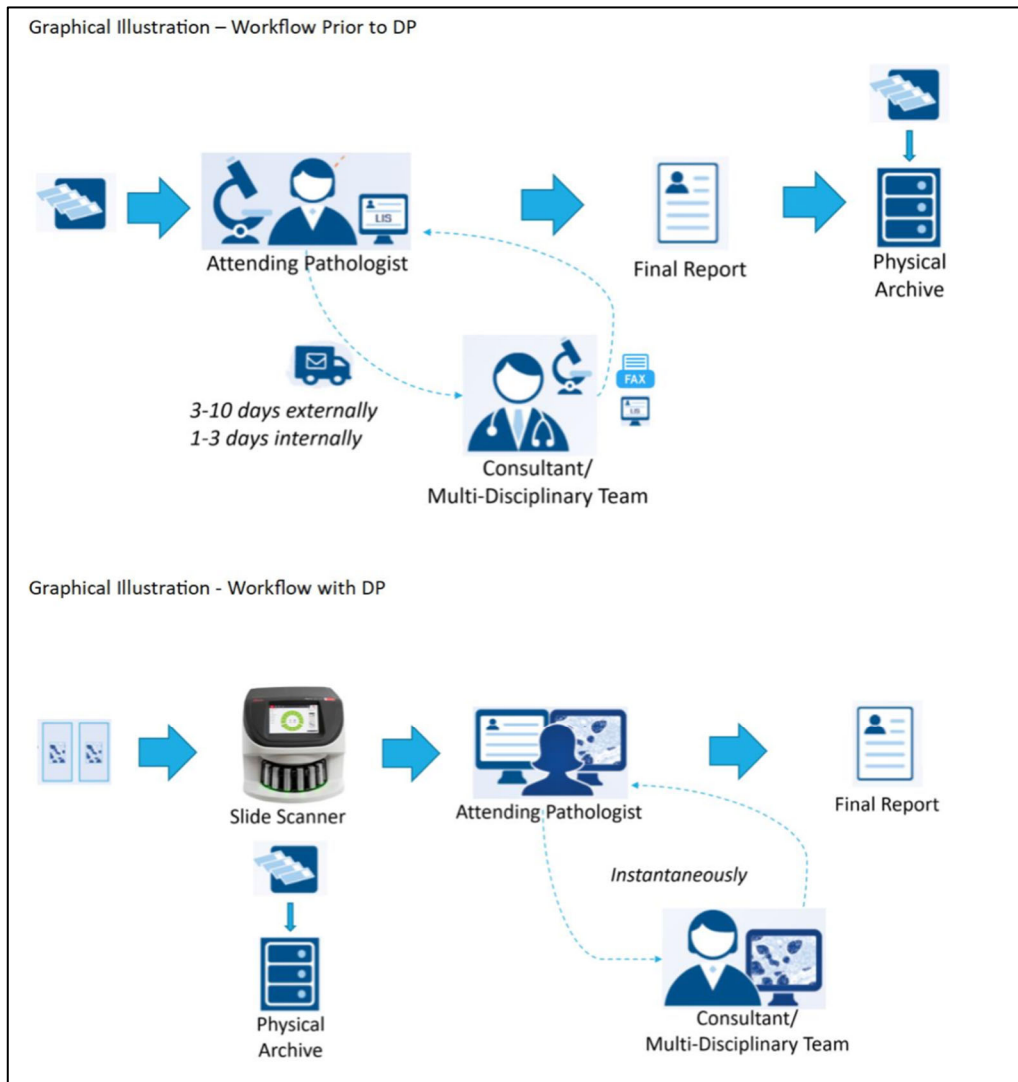 Graphical Illustration – Workflow Prior to DP
LIS
Attending Pathologist
Final Report
Physical
Archive
3-10 days externally
1-3 days internally
FAX
LIS
Consultant/
Multi-Disciplinary Team
Graphical Illustration - Workflow with DP
Slide Scanner
Attending Pathologist
Final Report
Instantaneously
Physical
Archive
Consultant/
Multi-Disciplinary Team